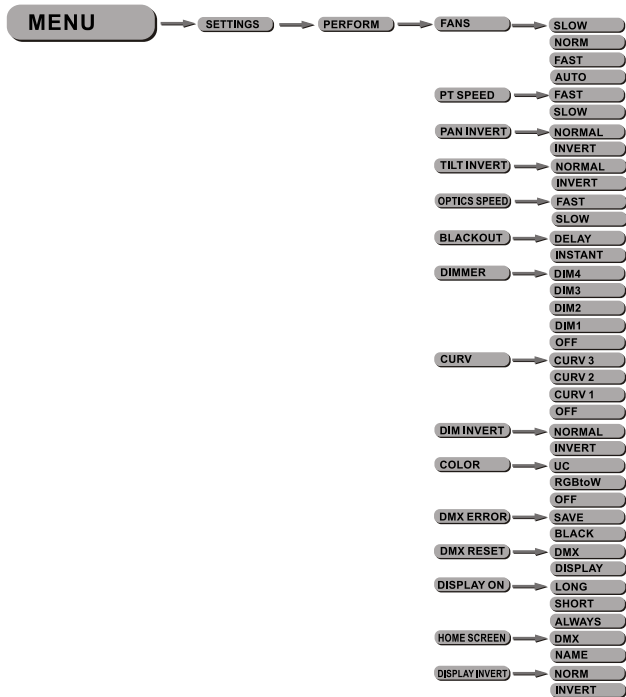 MENU SETTINGS PERFORM FANS SLOW
NORM
FAST
AUTO
PT SPEED FAST
SLOW
PAN INVERT NORMAL
INVERT
TILT INVERT NORMAL
INVERT
OPTICS SPEED FAST
SLOW
BLACKOUT DELAY
INSTANT
DIMMER DIM4
DIM3
DIM2
DIM1
OFF
CURV CURV 3
CURV 2
CURV 1
OFF
DIM INVERT NORMAL
INVERT
COLOR UC
RGBtoW
OFF
DMX ERROR SAVE
BLACK
DMX RESET DMX
DISPLAY
DISPLAY ON LONG
SHORT
ALWAYS
HOME SCREEN DMX
NAME
DISPLAY INVERT NORM
INVERT